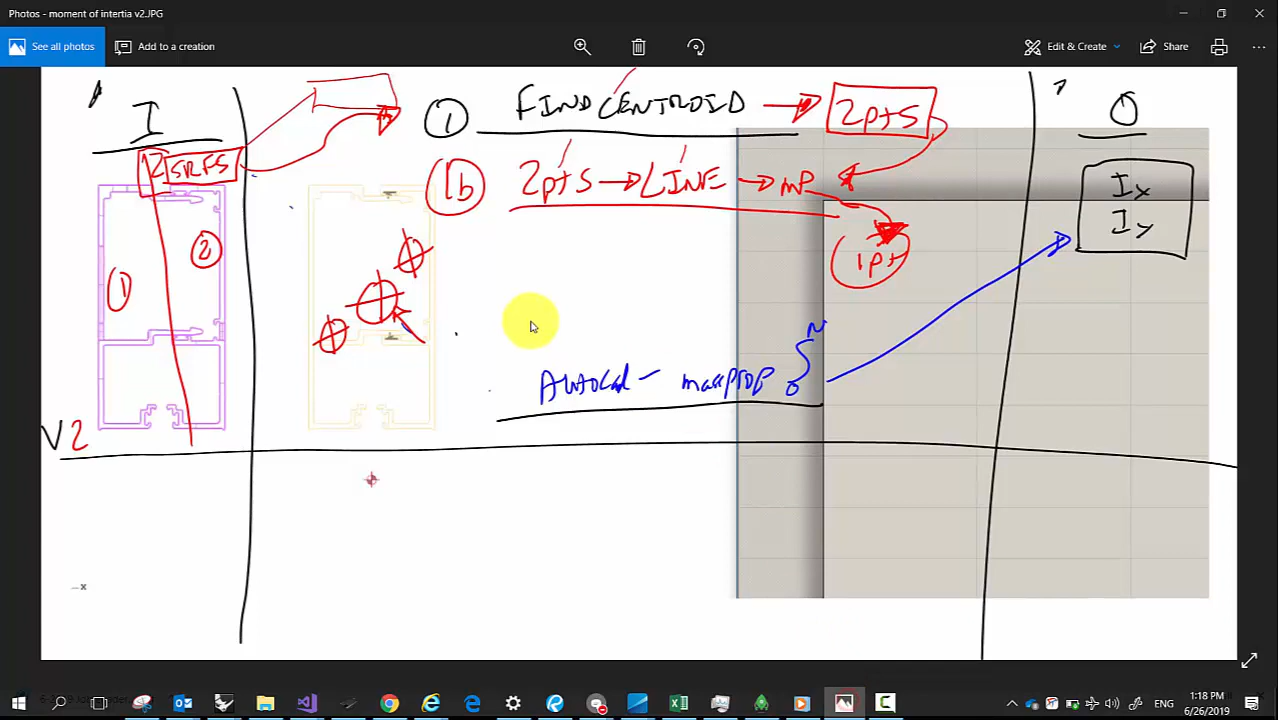 Photos - moment of intertia v2.JPG
See all photos
Add to a creation
Edit & Create
Share
I
1 FIND CENTROID → 2PtS
O
2 SRFS
1b 2ptS → LINE → mP
Ix
Iy
1
2
1Pt
AutoCad - massprop
V2
x
ENG
1:18 PM
6/26/2019